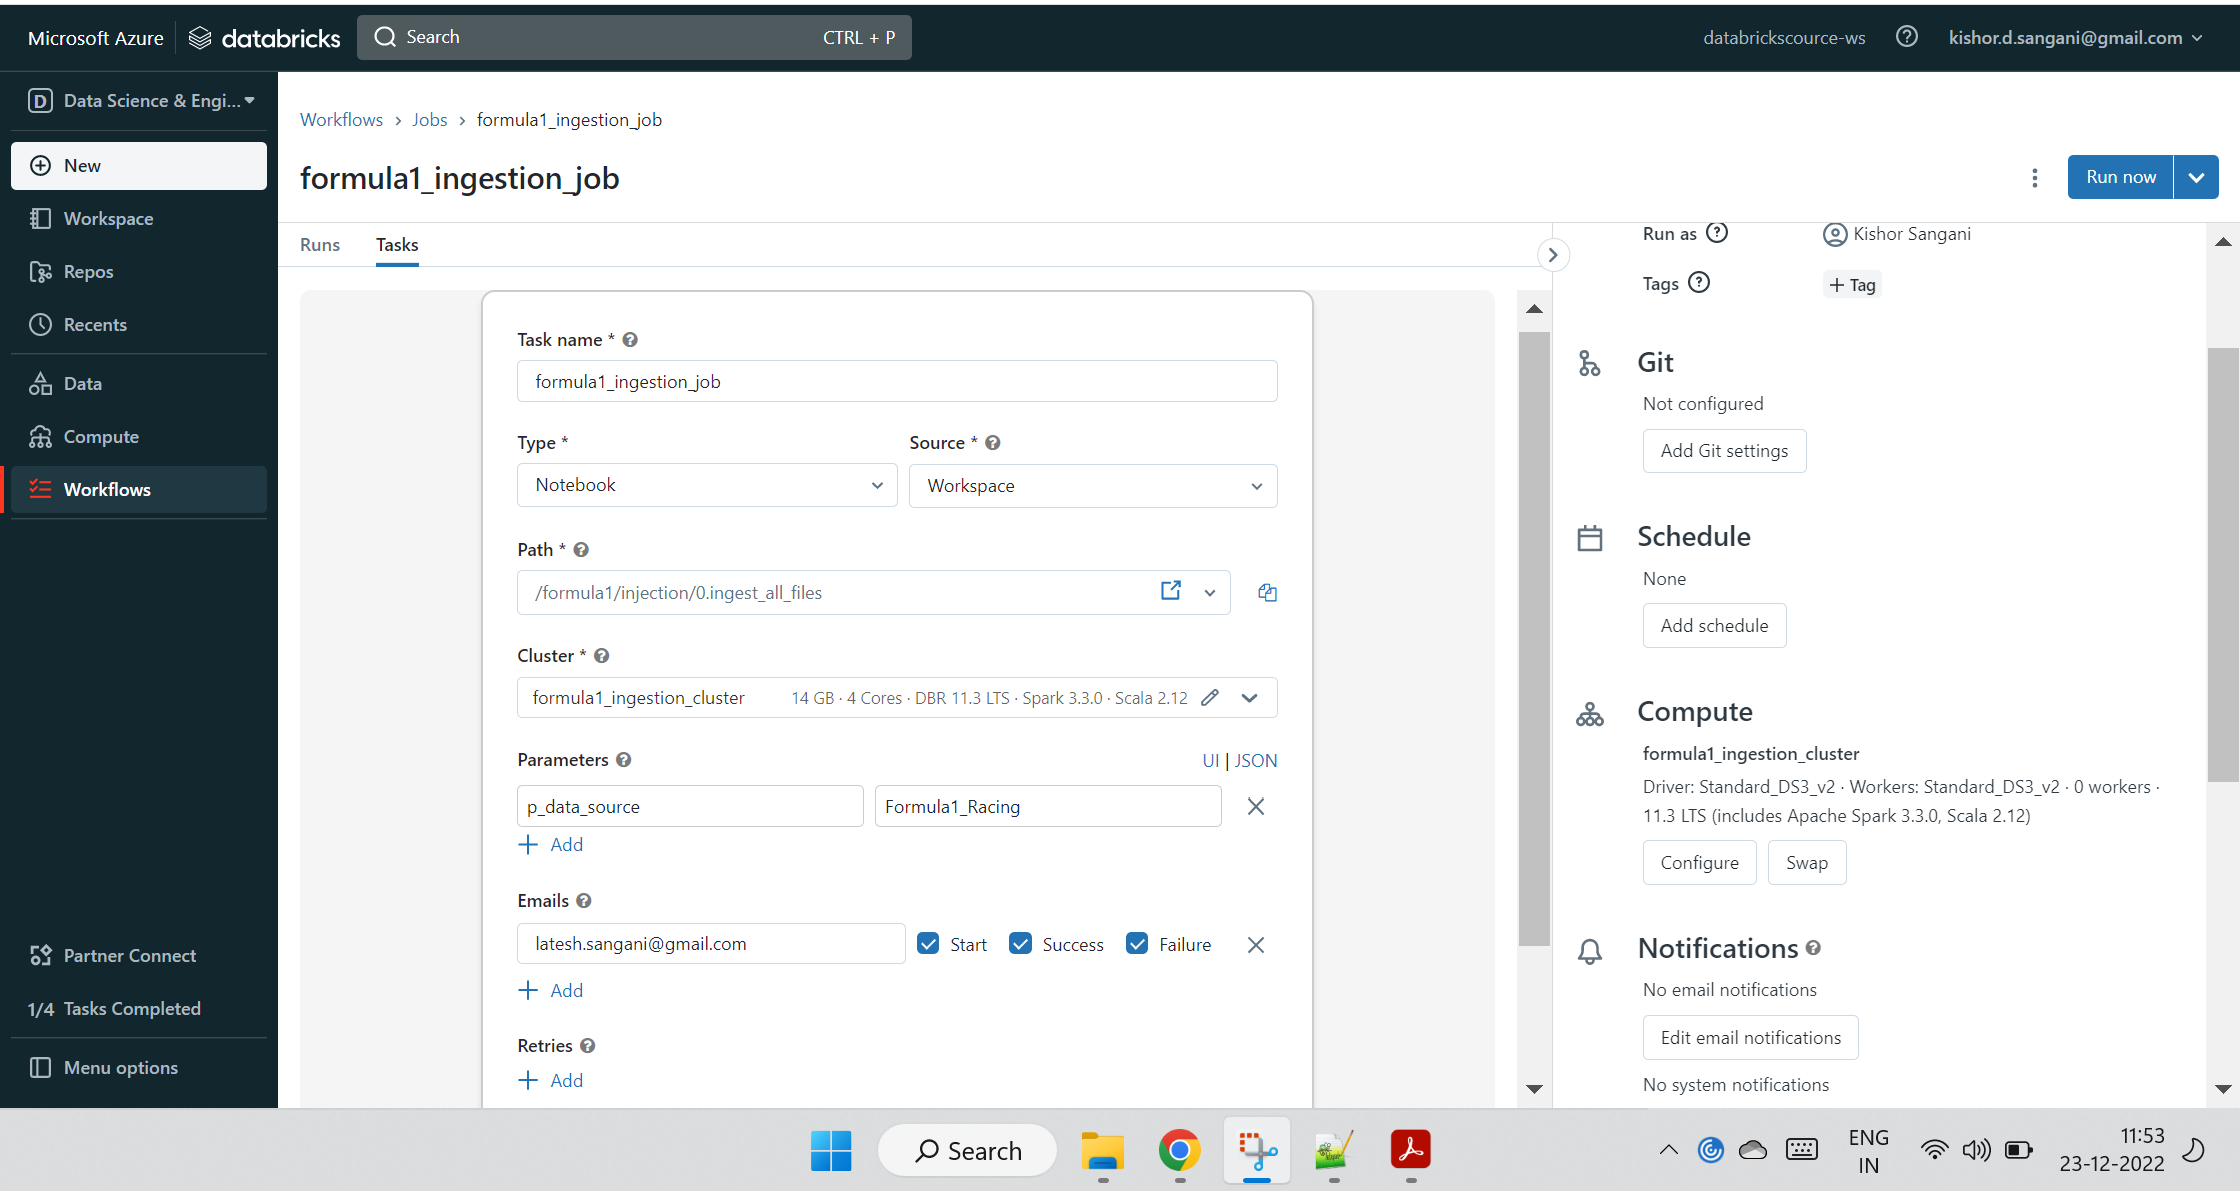 Microsoft Azure databricks Search CTRL + P databrickscource-ws kishor.d.sangani@gmail.com
D Data Science & Engi...
New
Workspace
Repos
Recents
Data
Compute
Workflows
Partner Connect
1/4 Tasks Completed
Menu options
Workflows › Jobs › formula1_ingestion_job
formula1_ingestion_job
Run now
Runs Tasks
Task name *
formula1_ingestion_job
Type * Source *
Notebook Workspace
Path *
/formula1/injection/0.ingest_all_files
Cluster *
formula1_ingestion_cluster 14 GB · 4 Cores · DBR 11.3 LTS · Spark 3.3.0 · Scala 2.12
Parameters UI | JSON
p_data_source Formula1_Racing
+ Add
Emails
latesh.sangani@gmail.com Start Success Failure
+ Add
Retries
+ Add
Run as Kishor Sangani
Tags + Tag
Git
Not configured
Add Git settings
Schedule
None
Add schedule
Compute
formula1_ingestion_cluster
Driver: Standard_DS3_v2 · Workers: Standard_DS3_v2 · 0 workers ·
11.3 LTS (includes Apache Spark 3.3.0, Scala 2.12)
Configure Swap
Notifications
No email notifications
Edit email notifications
No system notifications
Search
ENG
IN
11:53
23-12-2022